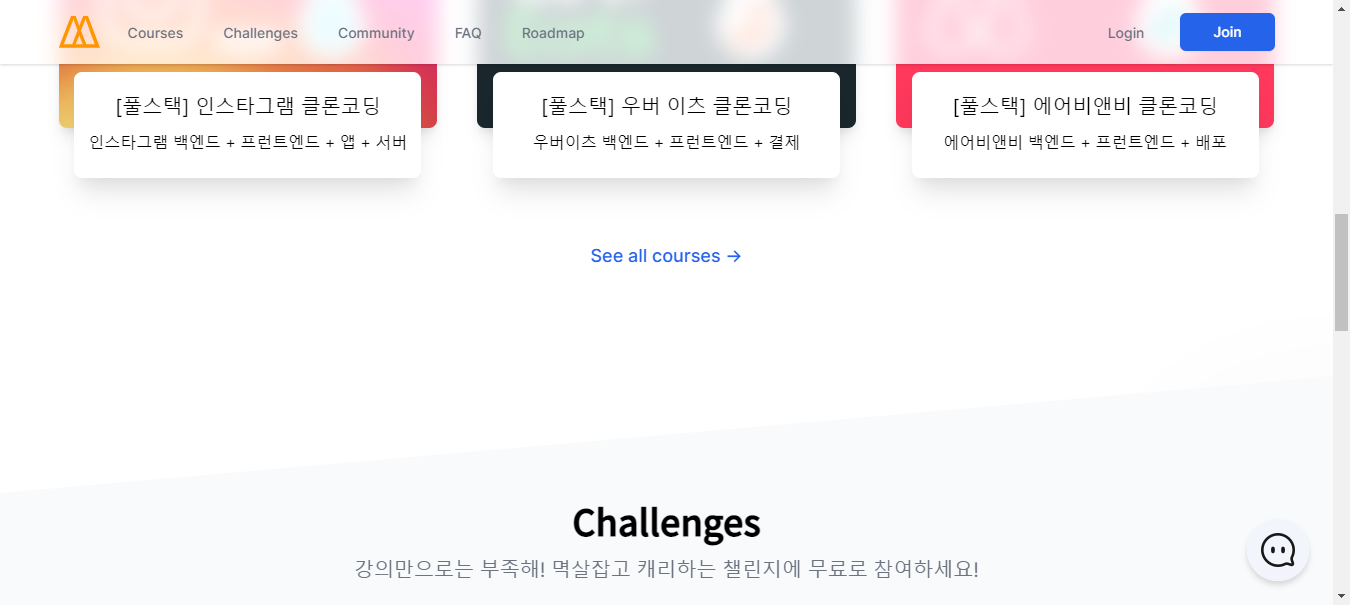 Courses Challenges Community FAQ Roadmap Login Join
[풀스택] 인스타그램 클론코딩
인스타그램 백엔드 + 프런트엔드 + 앱 + 서버
[풀스택] 우버 이츠 클론코딩
우버이츠 백엔드 + 프런트엔드 + 결제
[풀스택] 에어비앤비 클론코딩
에어비앤비 백엔드 + 프런트엔드 + 배포
See all courses →
Challenges
강의만으로는 부족해! 멱살잡고 캐리하는 챌린지에 무료로 참여하세요!